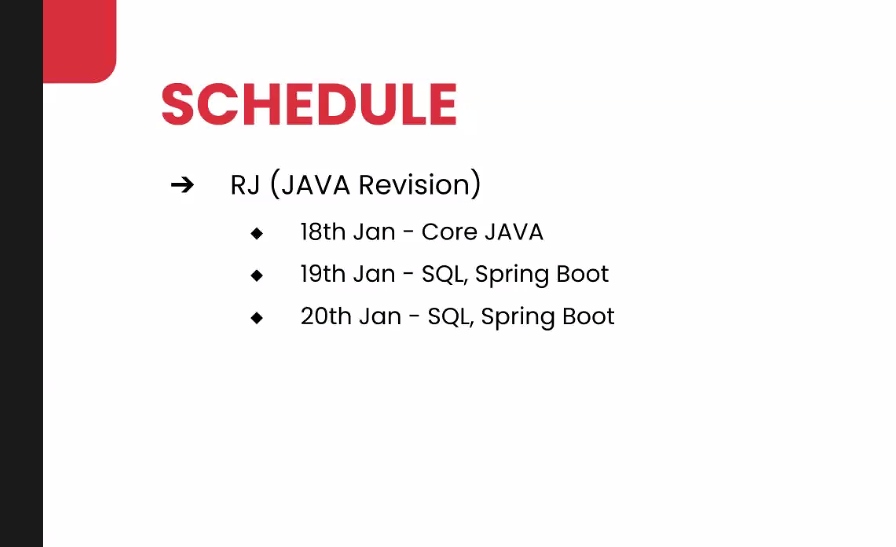 SCHEDULE
➔ RJ (JAVA Revision)
◆ 18th Jan - Core JAVA
◆ 19th Jan - SQL, Spring Boot
◆ 20th Jan - SQL, Spring Boot